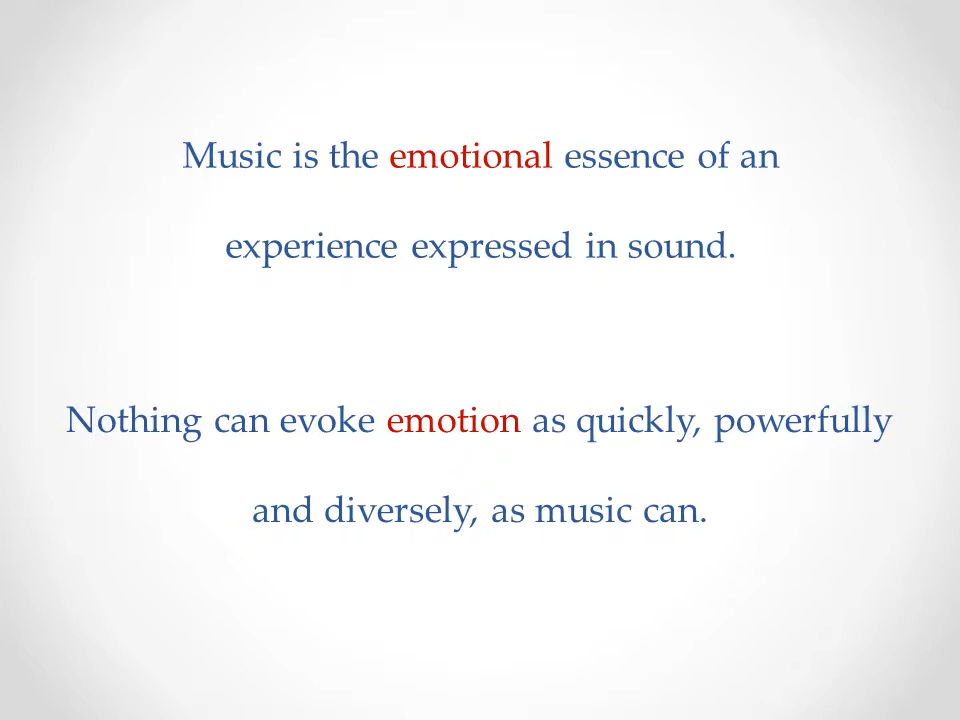 Music is the emotional essence of an
experience expressed in sound.
Nothing can evoke emotion as quickly, powerfully
and diversely, as music can.